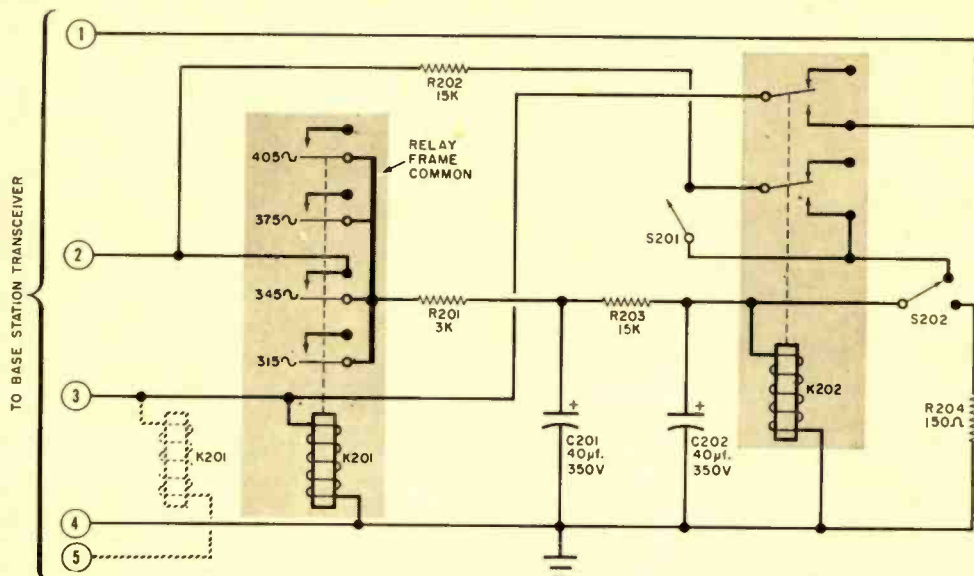 TO BASE STATION TRANSCEIVER
1
R202
15K
RELAY
FRAME
COMMON
405∿
375∿
S201
2
345∿
R201
3K
R203
15K
S202
315∿
3
K201
K201
C201
40µf.
350V
C202
40µf.
350V
K202
R204
150Ω
4
5